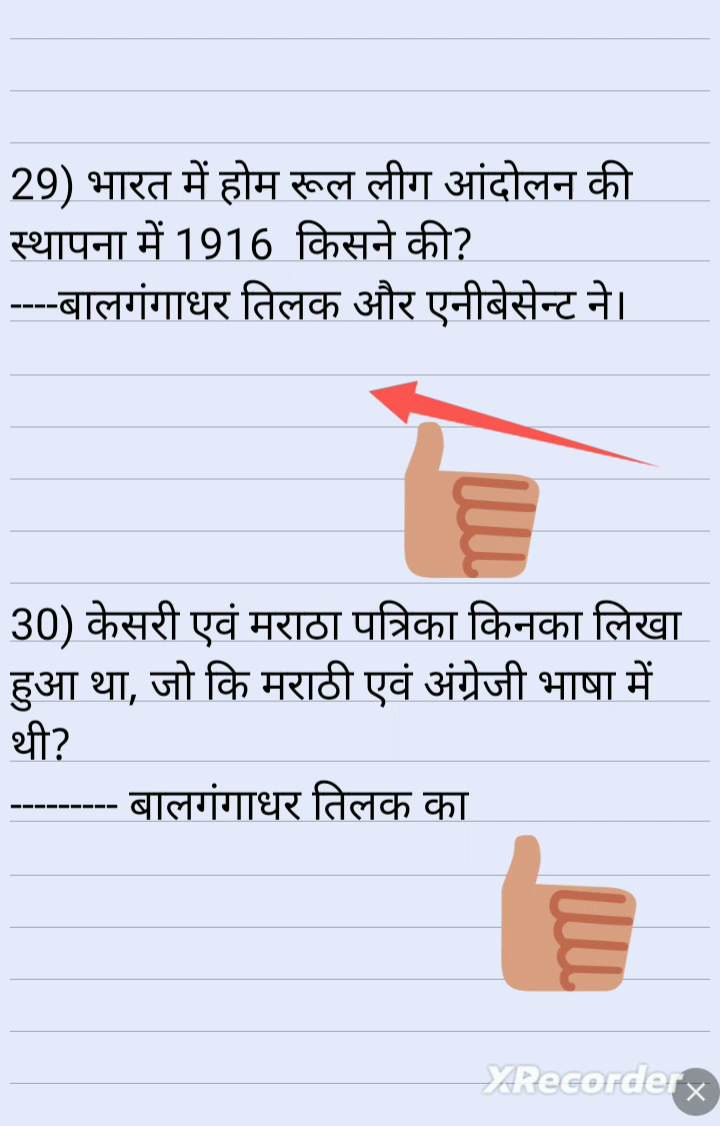 29) भारत में होम रूल लीग आंदोलन की
स्थापना में 1916 किसने की?
----बालगंगाधर तिलक और एनीबेसेन्ट ने।
30) केसरी एवं मराठा पत्रिका किनका लिखा
हुआ था, जो कि मराठी एवं अंग्रेजी भाषा में
थी?
--------- बालगंगाधर तिलक का
XRecorder